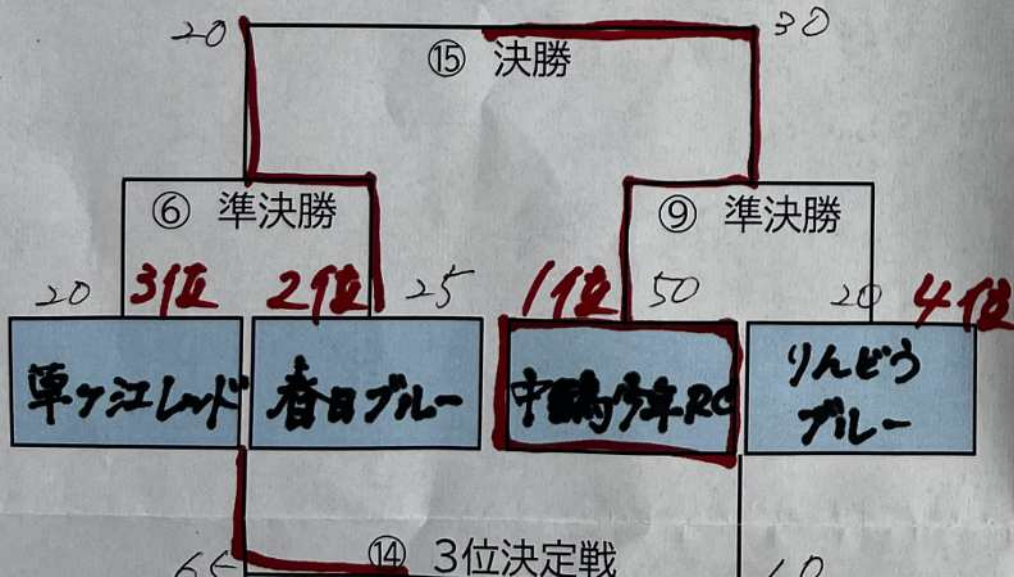 20 30
⑮ 決勝
⑥ 準決勝 ⑨ 準決勝
20 3位 2位 25 1位 50 20 4位
草ヶ江レッド 春日ブルー りんどう
ブルー
⑭ 3位決定戦